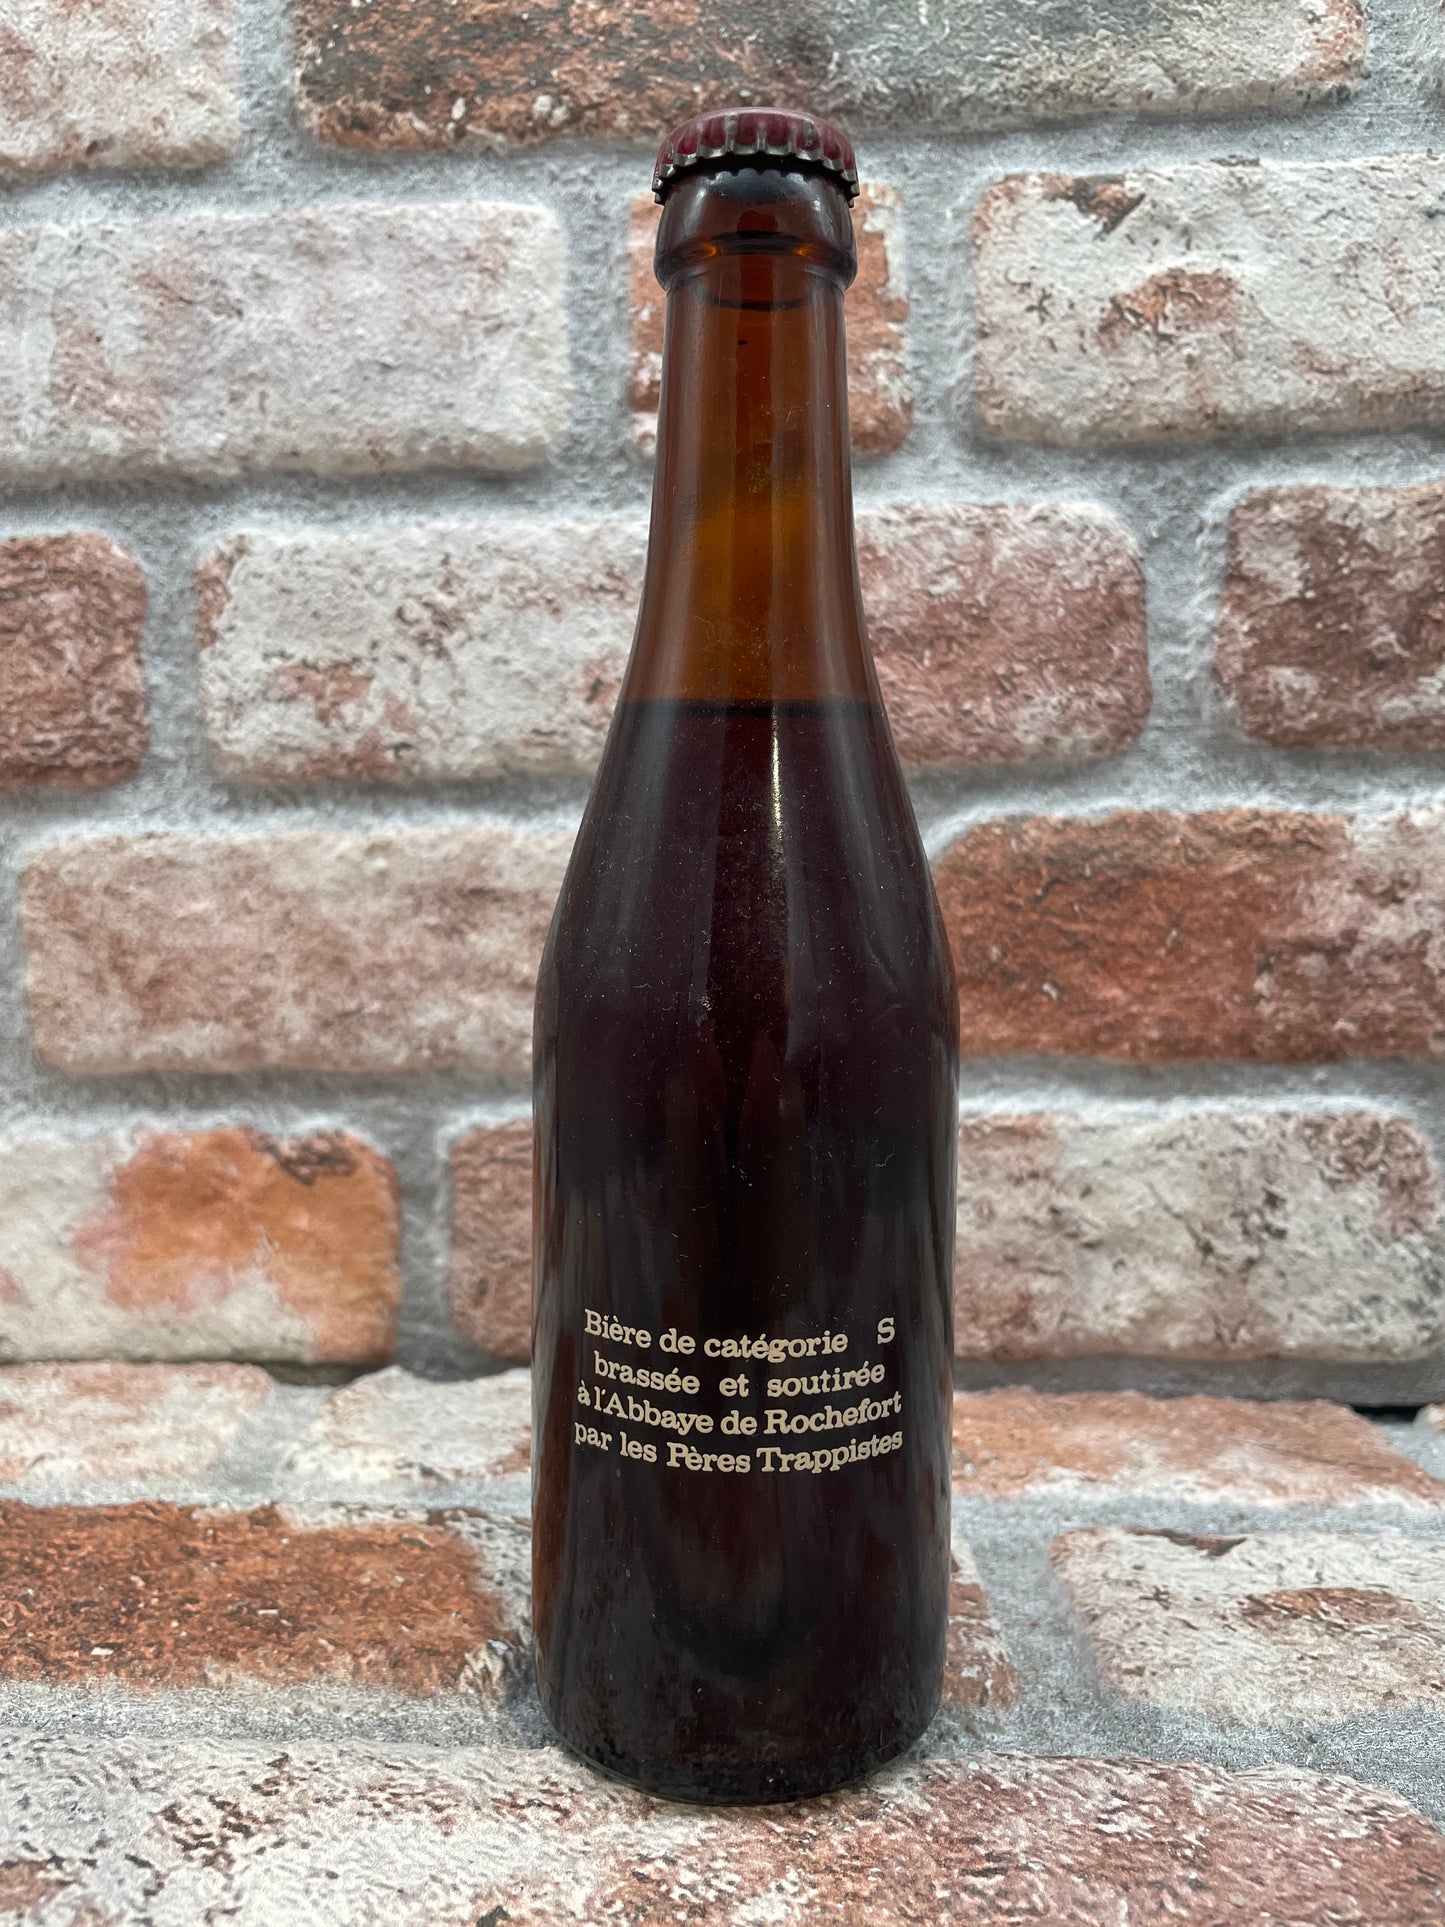 Bière de catégorie S
brassée et soutirée
à l'Abbaye de Rochefort
par les Pères Trappistes